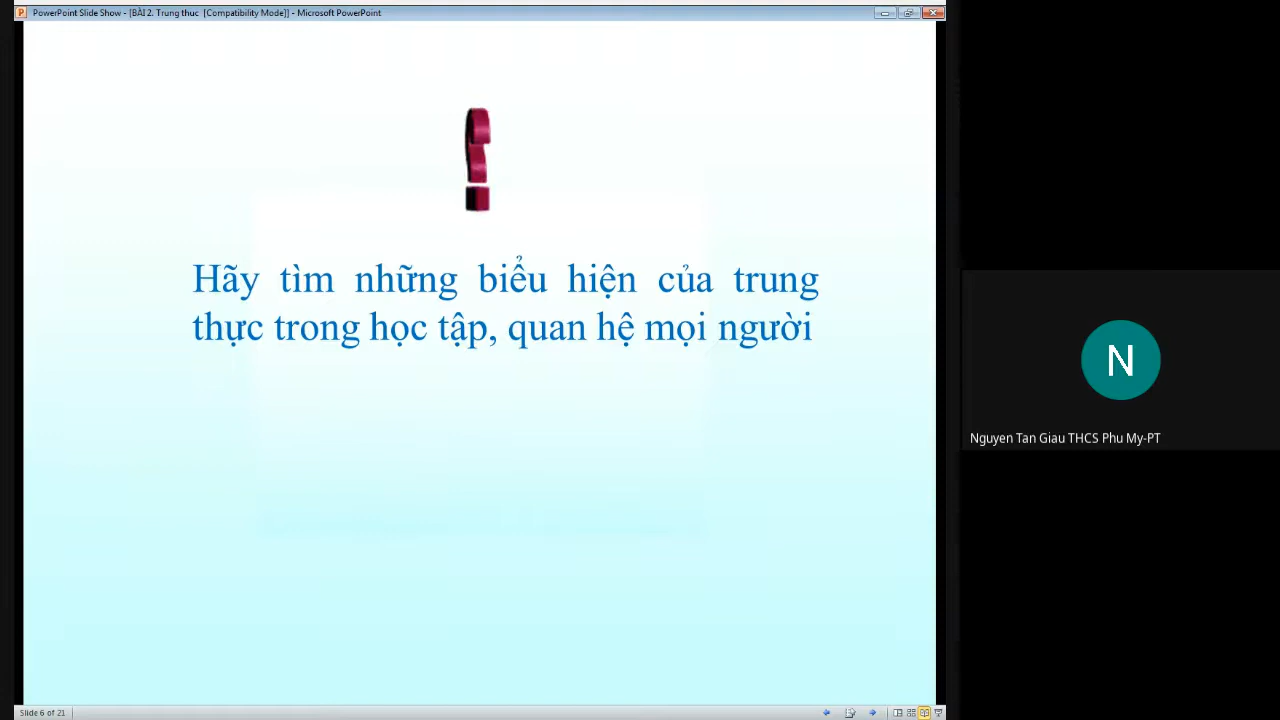 PowerPoint Slide Show - [BÀI 2. Trung thuc [Compatibility Mode]] - Microsoft PowerPoint
Hãy tìm những biểu hiện của trung
thực trong học tập, quan hệ mọi người
N
Nguyen Tan Giau THCS Phu My-PT
Slide 6 of 21